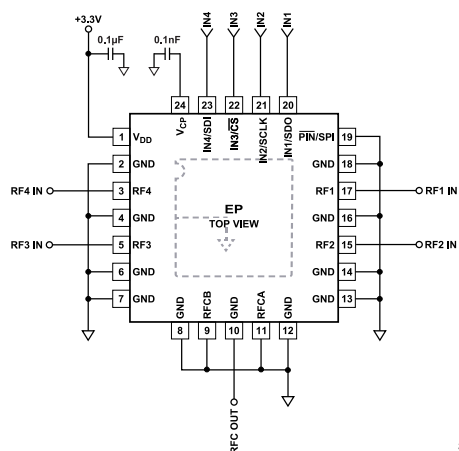 +3.3V
0.1µF
0.1nF
IN4
IN3
IN2
IN1
24
23
22
21
20
VCP
IN4/SDI
IN3/CS
IN2/SCLK
IN1/SDO
1
VDD
PIN/SPI
19
2
GND
GND
18
RF4 IN
3
RF4
RF1
17
RF1 IN
4
GND
GND
16
EP
TOP VIEW
RF3 IN
5
RF3
RF2
15
RF2 IN
6
GND
GND
14
7
GND
GND
13
GND
RFCB
GND
RFCA
GND
8
9
10
11
12
RFC OUT